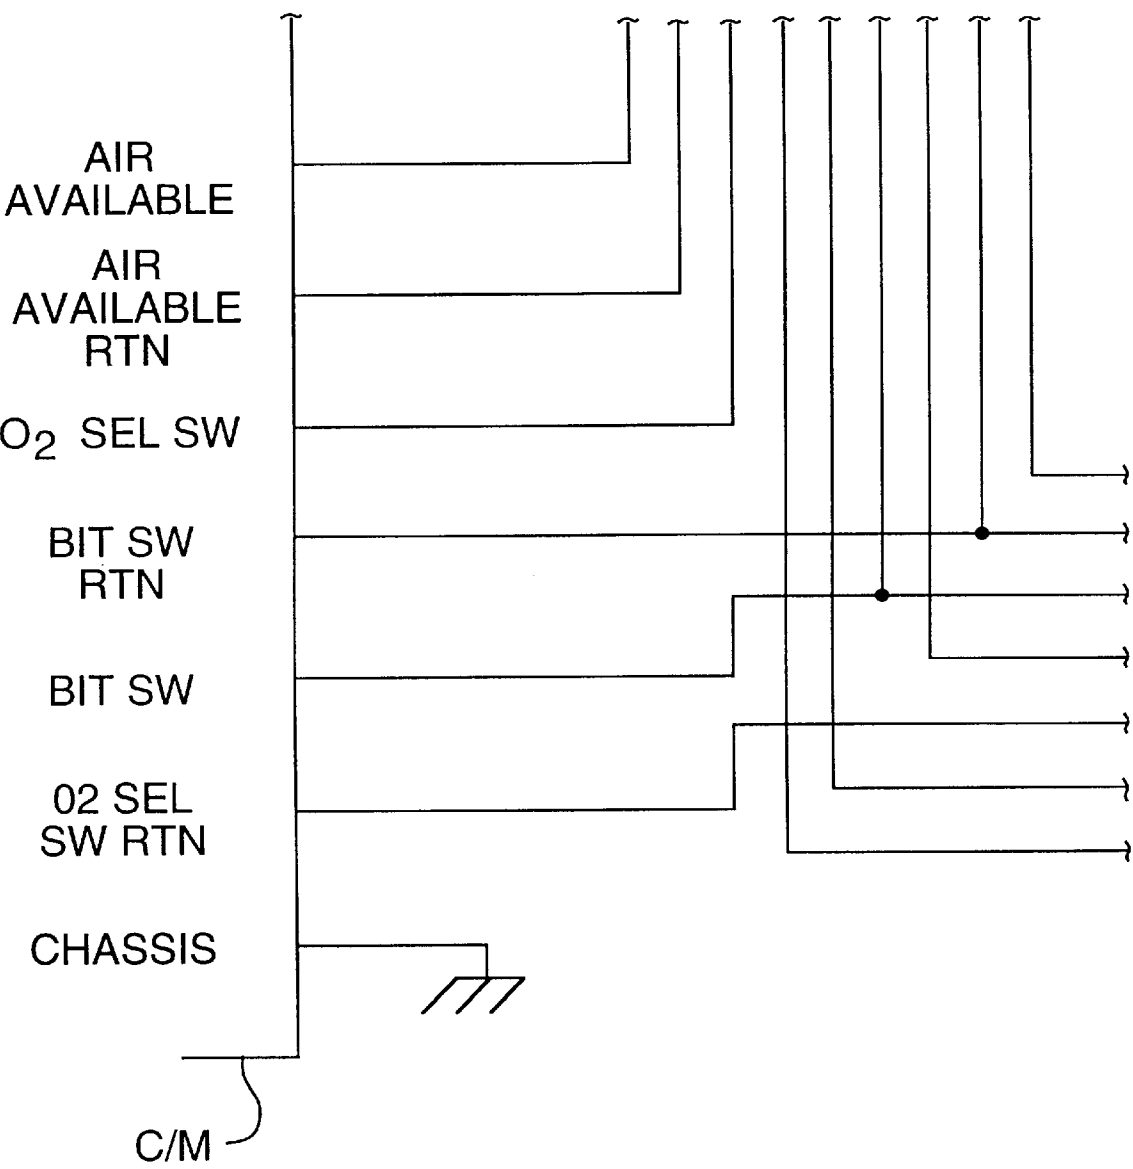 AIR
AVAILABLE
AIR
AVAILABLE
RTN
O2 SEL SW
BIT SW
RTN
BIT SW
02 SEL
SW RTN
CHASSIS
C/M